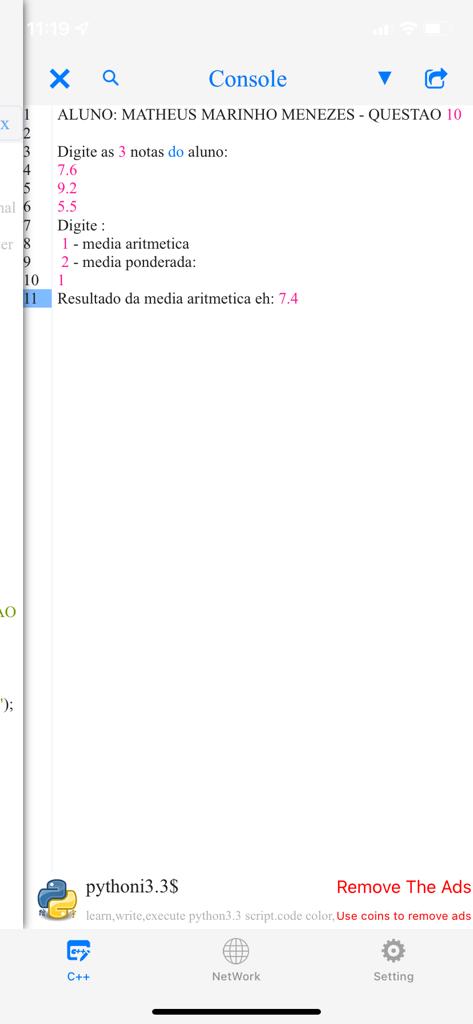 11:19
Console
x
1 ALUNO: MATHEUS MARINHO MENEZES - QUESTAO 10
2
3 Digite as 3 notas do aluno:
4 7.6
5 9.2
nal
6 5.5
7 Digite :
er
8 1 - media aritmetica
9 2 - media ponderada:
10 1
11 Resultado da media aritmetica eh: 7.4
AO
");
pythoni3.3$
Remove The Ads
learn,write,execute python3.3 script.code color,
Use coins to remove ads
C++
NetWork
Setting